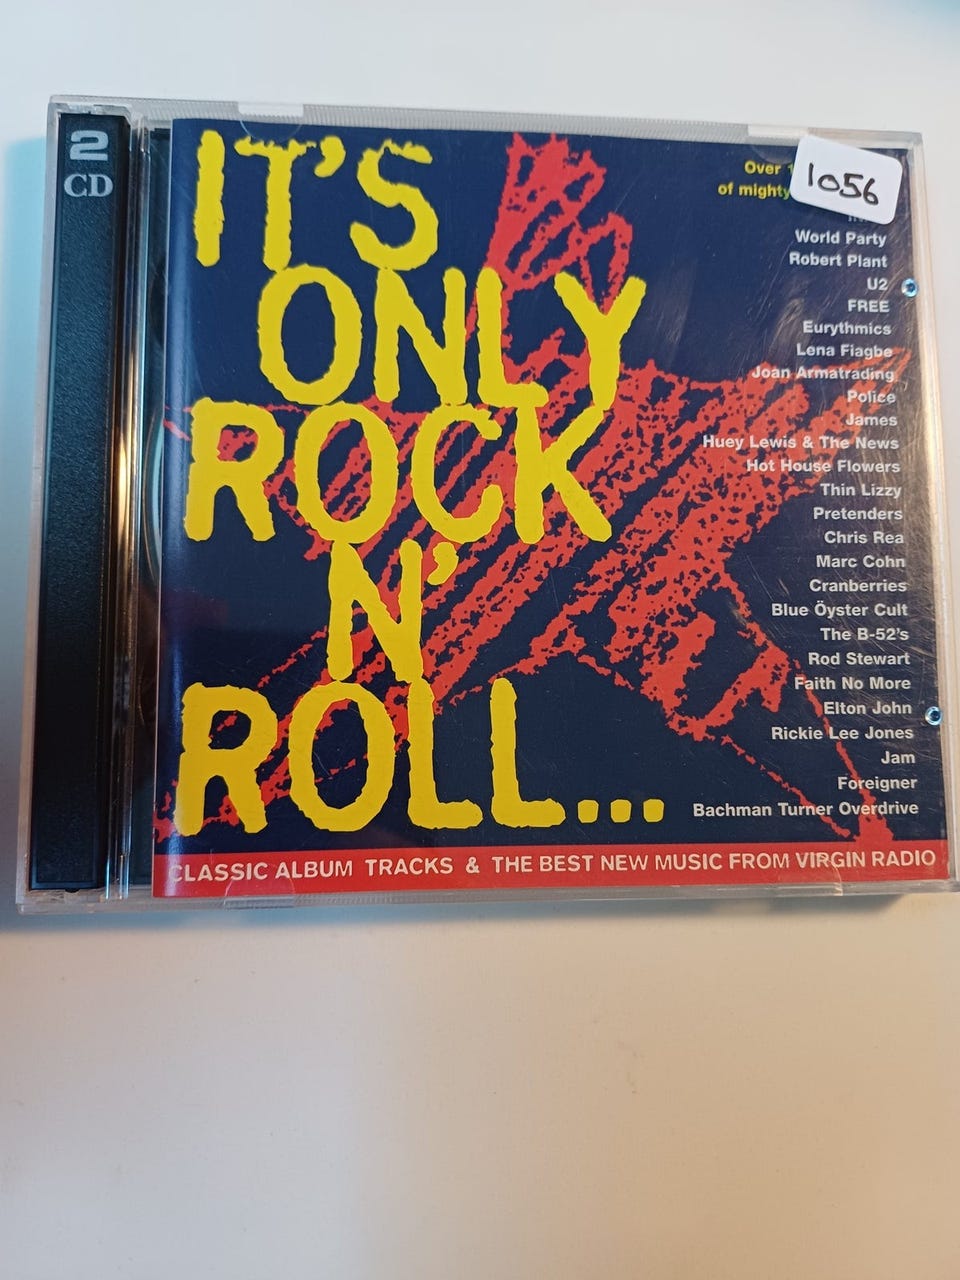 2
CD
IT'S
ONLY
ROCK
N'
ROLL...
Over
of mighty
1056
World Party
Robert Plant
U2
FREE
Eurythmics
Lena Fiagbe
Joan Armatrading
Police
James
Huey Lewis & The News
Hot House Flowers
Thin Lizzy
Pretenders
Chris Rea
Marc Cohn
Cranberries
Blue Öyster Cult
The B-52's
Rod Stewart
Faith No More
Elton John
Rickie Lee Jones
Jam
Foreigner
Bachman Turner Overdrive
CLASSIC ALBUM TRACKS & THE BEST NEW MUSIC FROM VIRGIN RADIO